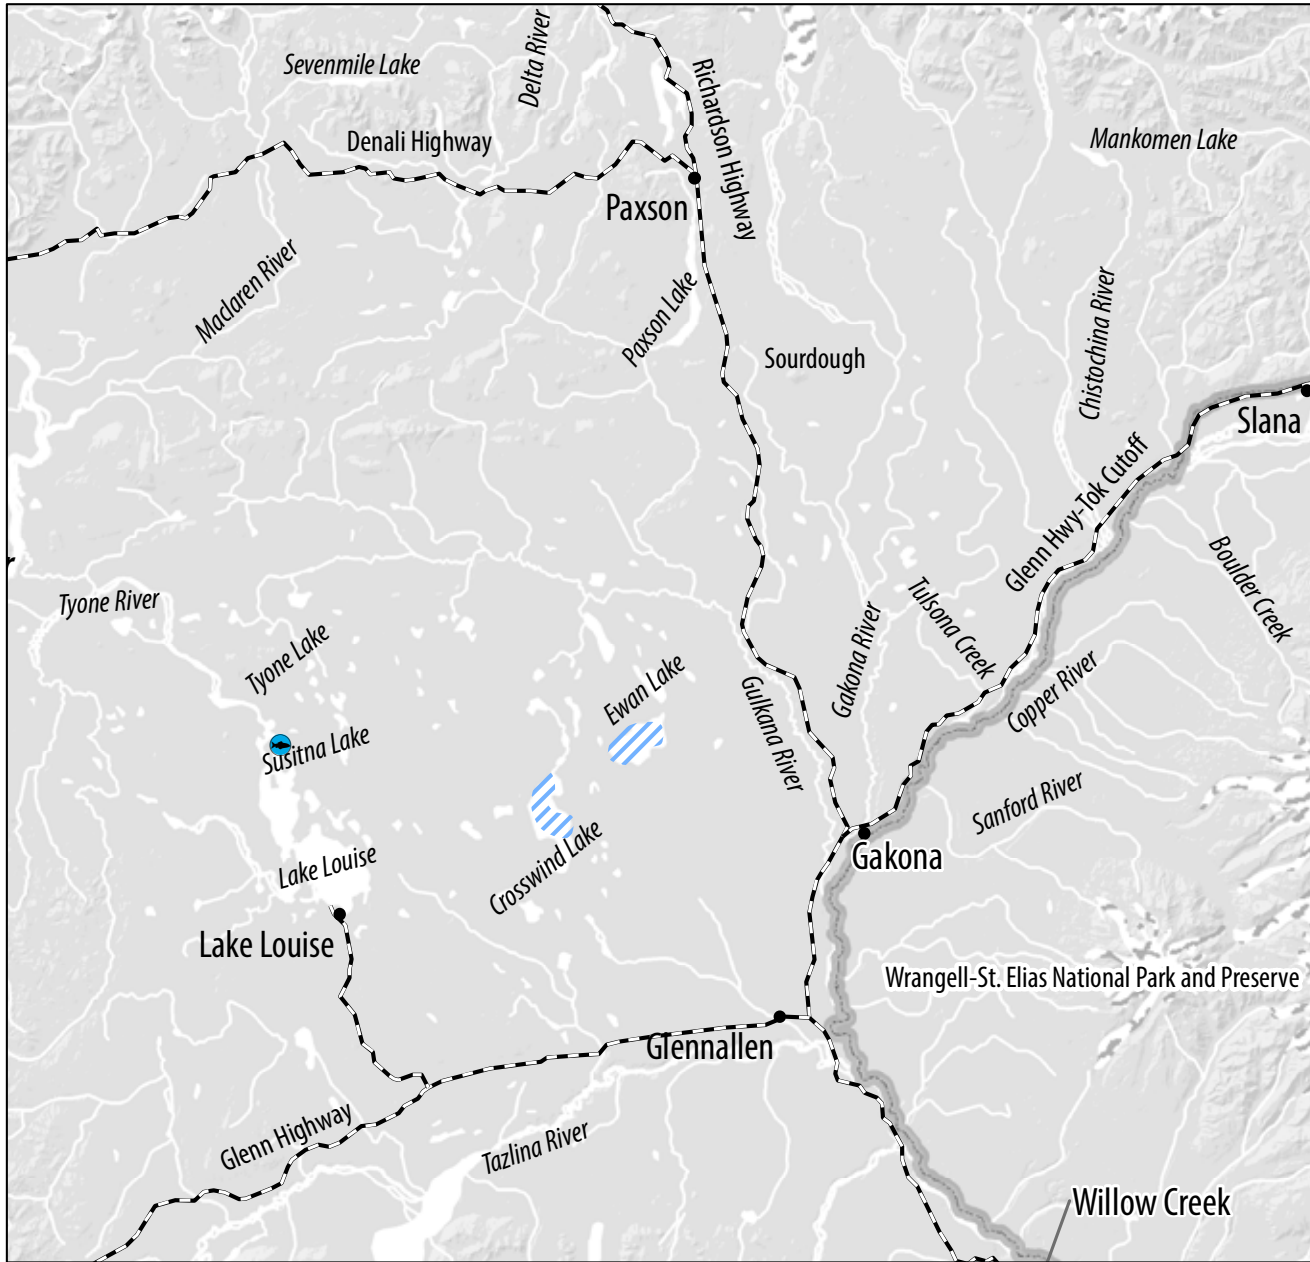 Sevenmile Lake
Delta River
Richardson Highway
Denali Highway
Mankomen Lake
Paxson
Maclaren River
Paxson Lake
Sourdough
Chistochina River
Slana
Glenn Hwy-Tok Cutoff
Boulder Creek
Tyone River
Tyone Lake
Tulsona Creek
Gakona River
Ewan Lake
Copper River
Gulkana River
Susitna Lake
Sanford River
Crosswind Lake
Lake Louise
Gakona
Lake Louise
Wrangell-St. Elias National Park and Preserve
Glennallen
Glenn Highway
Tazlina River
Willow Creek